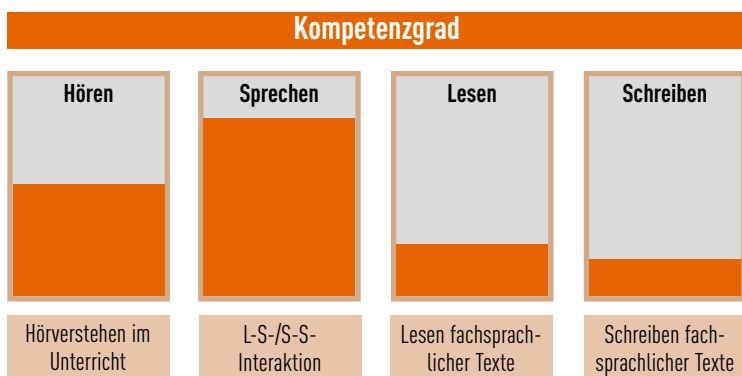 Kompetenzgrad
Hören
Sprechen
Lesen
Schreiben
Hörverstehen im
Unterricht
L-S-/S-S-
Interaktion
Lesen fachsprach-
licher Texte
Schreiben fach-
sprachlicher Texte